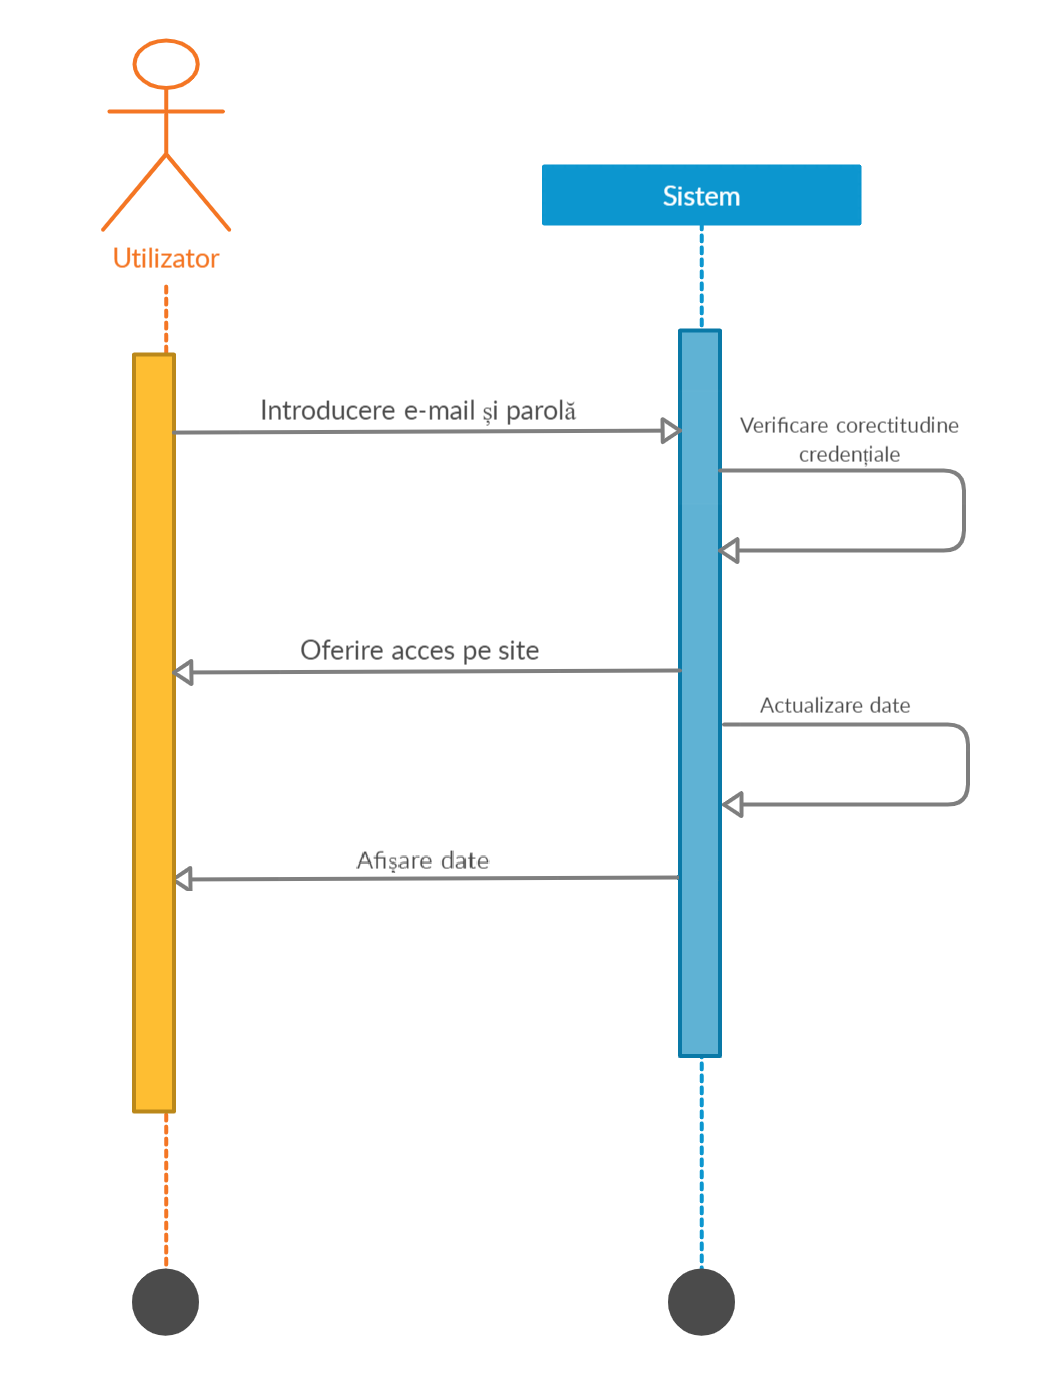 Sistem
Utilizator
Introducere e-mail și parolă
Verificare corectitudine
credențiale
Oferire acces pe site
Actualizare date
Afișare date